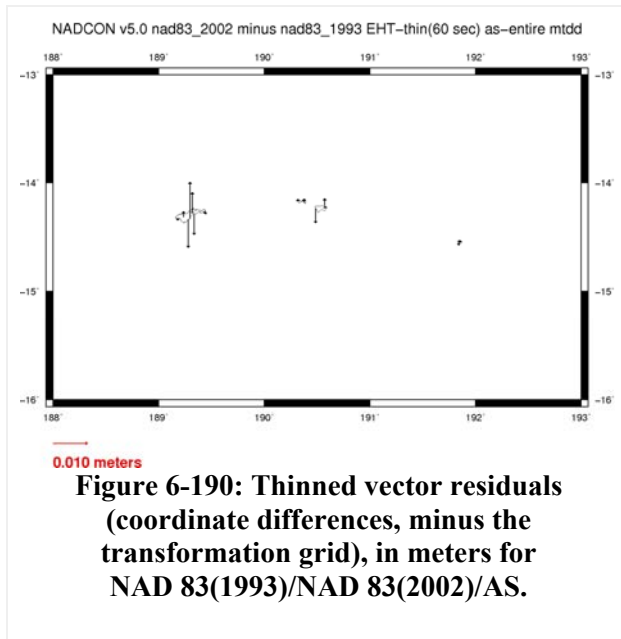 NADCON v5.0 nad83_2002 minus nad83_1993 EHT-thin(60 sec) as-entire mtdd
188˚ 189˚ 190˚ 191˚ 192˚ 193˚
-13˚ -13˚
-14˚ -14˚
-15˚ -15˚
-16˚ -16˚
188˚ 189˚ 190˚ 191˚ 192˚ 193˚
0.010 meters
Figure 6-190: Thinned vector residuals
(coordinate differences, minus the
transformation grid), in meters for
NAD 83(1993)/NAD 83(2002)/AS.